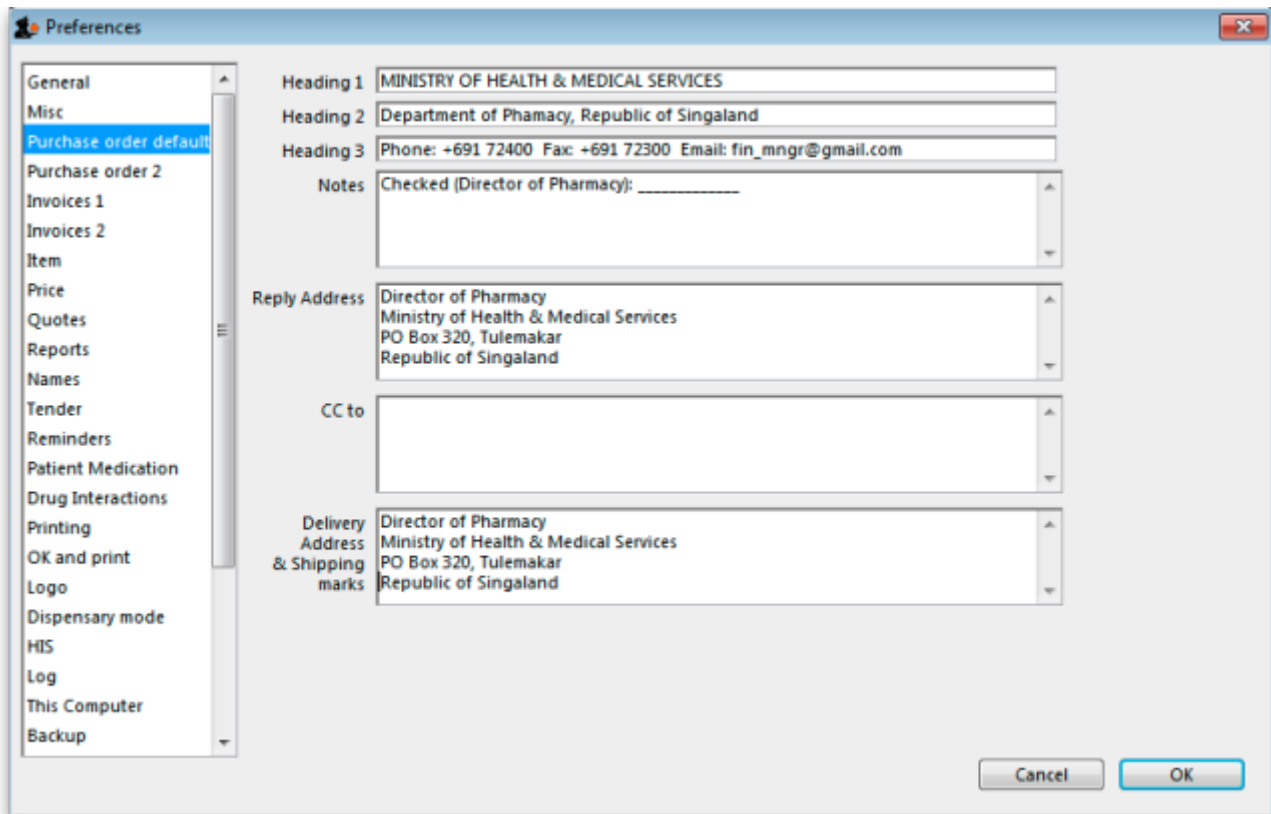 Preferences
General
Misc
Purchase order default
Purchase order 2
Invoices 1
Invoices 2
Item
Price
Quotes
Reports
Names
Tender
Reminders
Patient Medication
Drug Interactions
Printing
OK and print
Logo
Dispensary mode
HIS
Log
This Computer
Backup
Heading 1 MINISTRY OF HEALTH & MEDICAL SERVICES
Heading 2 Department of Phamacy, Republic of Singaland
Heading 3 Phone: +691 72400 Fax: +691 72300 Email: fin_mngr@gmail.com
Notes Checked (Director of Pharmacy): _____________
Reply Address Director of Pharmacy
Ministry of Health & Medical Services
PO Box 320, Tulemakar
Republic of Singaland
CC to
Delivery Director of Pharmacy
Address Ministry of Health & Medical Services
& Shipping PO Box 320, Tulemakar
marks Republic of Singaland
Cancel OK